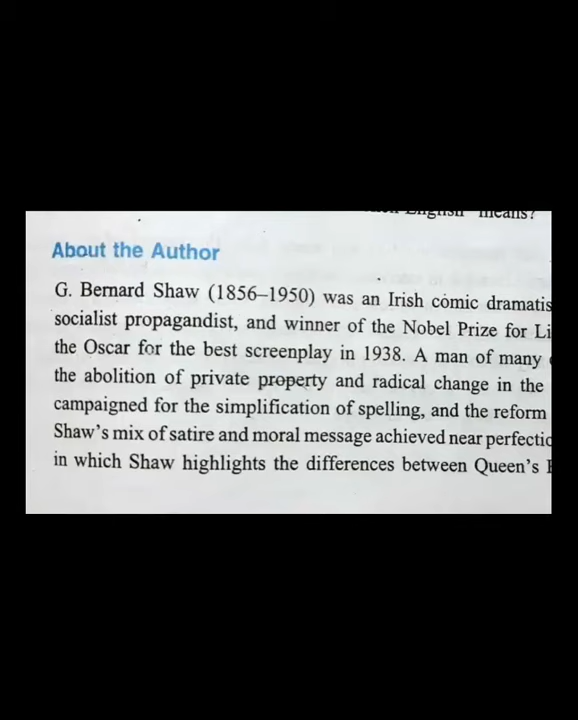 English means?
About the Author
G. Bernard Shaw (1856–1950) was an Irish comic
socialist propagandist, and winner of the Nobel Prize for
the Oscar for the best screenplay in 1938. A man of many
the abolition of private property and radical change in the
campaigned for the simplification of spelling, and the reform
Shaw's mix of satire and moral message achieved near
in which Shaw highlights the differences between Queen's